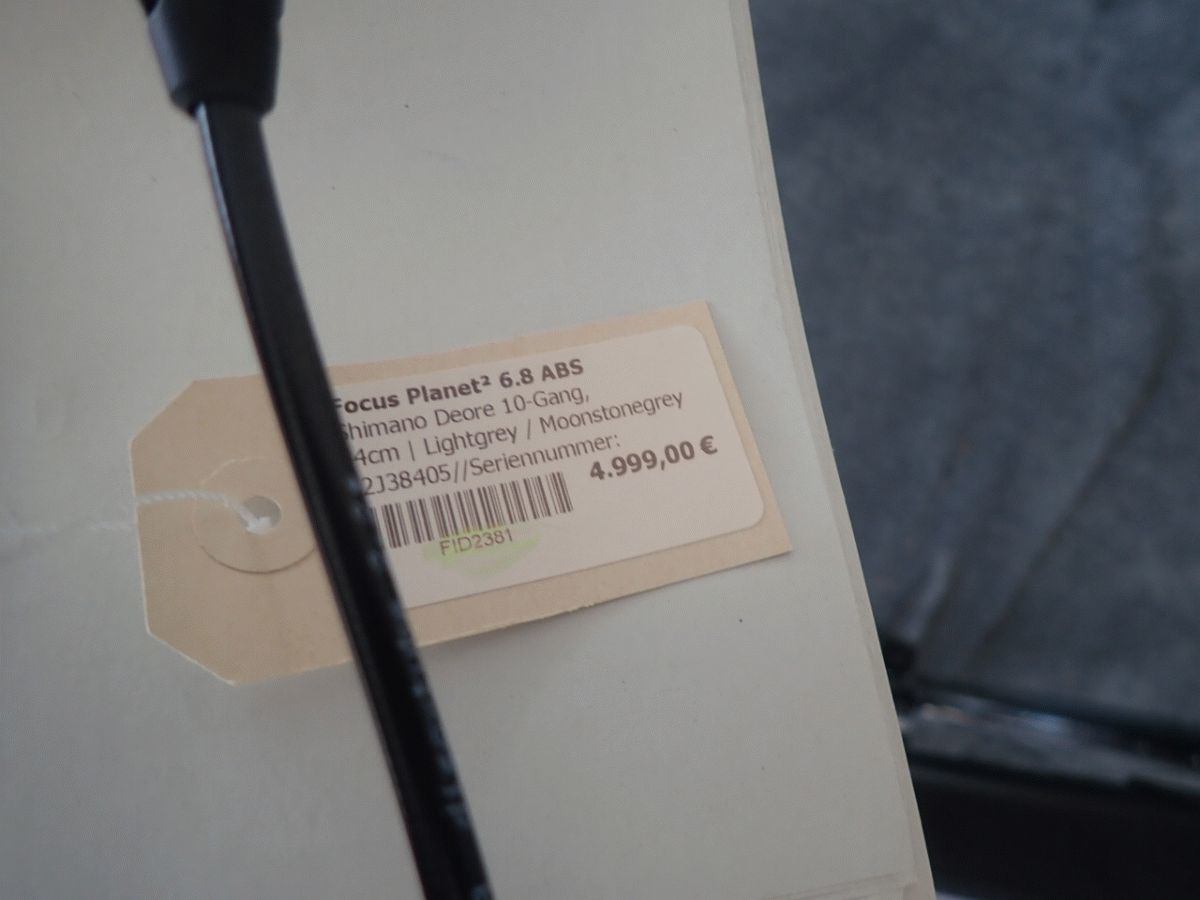 Focus Planet² 6.8 ABS
Shimano Deore 10-Gang,
4cm | Lightgrey / Moonstonegrey
2J38405//Seriennummer:
4.999,00 €
FID2381